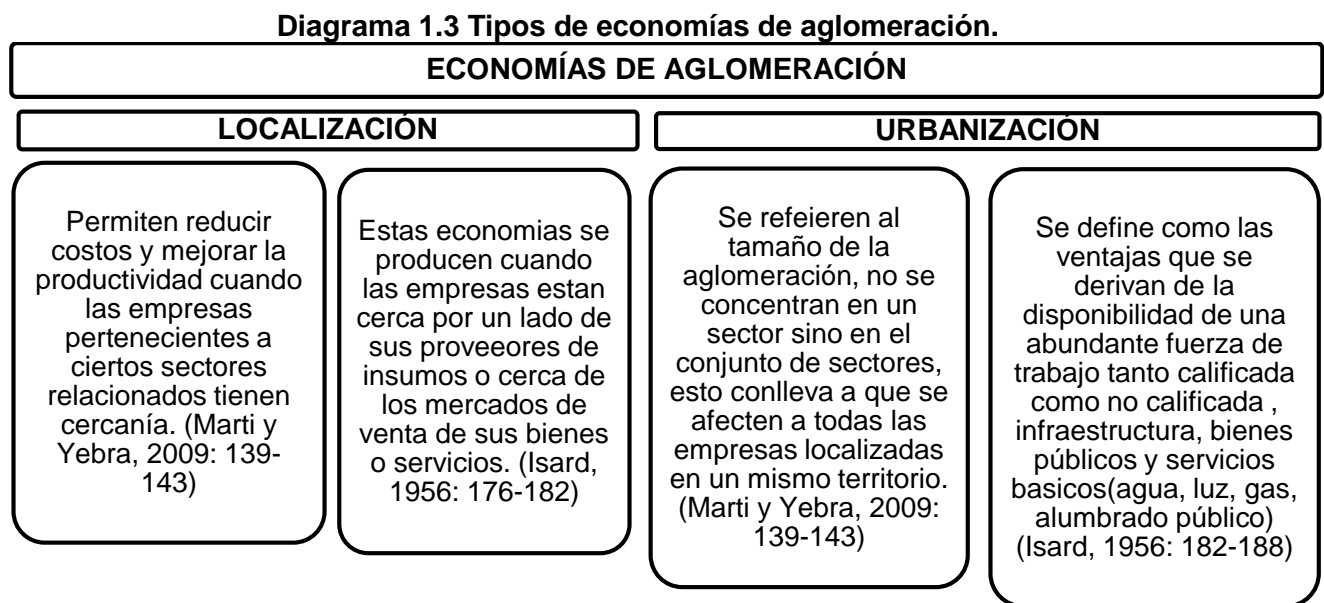 Diagrama 1.3 Tipos de economías de aglomeración.
ECONOMÍAS DE AGLOMERACIÓN
LOCALIZACIÓN
Permiten reducir
costos y mejorar la
productividad cuando
las empresas
pertenecientes a
ciertos sectores
relacionados tienen
cercanía. (Marti y
Yebra, 2009: 139-
143)
Estas economias se
producen cuando
las empresas estan
cerca por un lado de
sus proveeores de
insumos o cerca de
los mercados de
venta de sus bienes
o servicios. (Isard,
1956: 176-182)
URBANIZACIÓN
Se refeieren al
tamaño de la
aglomeración, no se
concentran en un
sector sino en el
conjunto de sectores,
esto conlleva a que se
afecten a todas las
empresas localizadas
en un mismo territorio.
(Marti y Yebra, 2009:
139-143)
Se define como las
ventajas que se
derivan de la
disponibilidad de una
abundante fuerza de
trabajo tanto calificada
como no calificada ,
infraestructura, bienes
públicos y servicios
basicos(agua, luz, gas,
alumbrado público)
(Isard, 1956: 182-188)